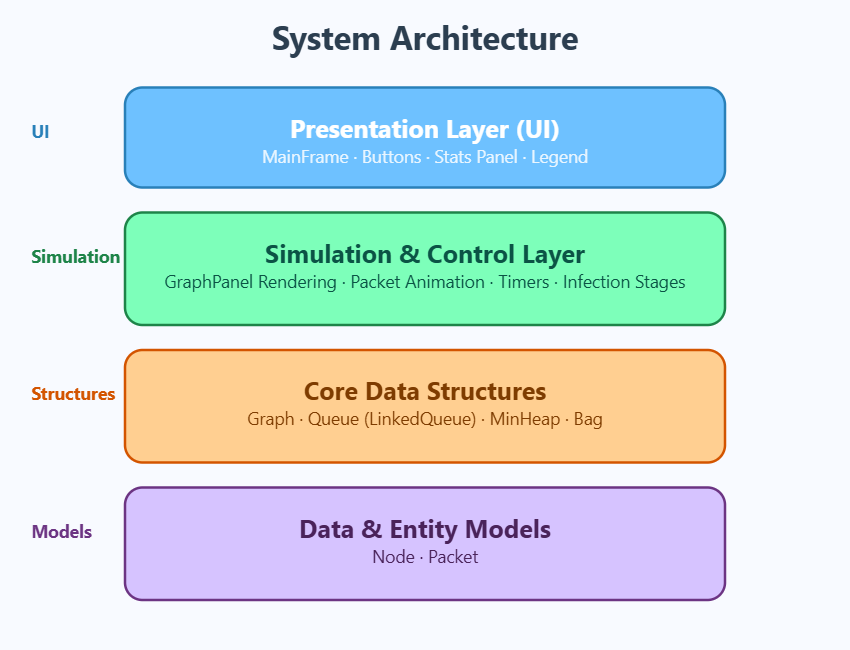 System Architecture
UI
Presentation Layer (UI)
MainFrame · Buttons · Stats Panel · Legend
Simulation
Simulation & Control Layer
GraphPanel Rendering · Packet Animation · Timers · Infection Stages
Structures
Core Data Structures
Graph · Queue (LinkedQueue) · MinHeap · Bag
Models
Data & Entity Models
Node · Packet